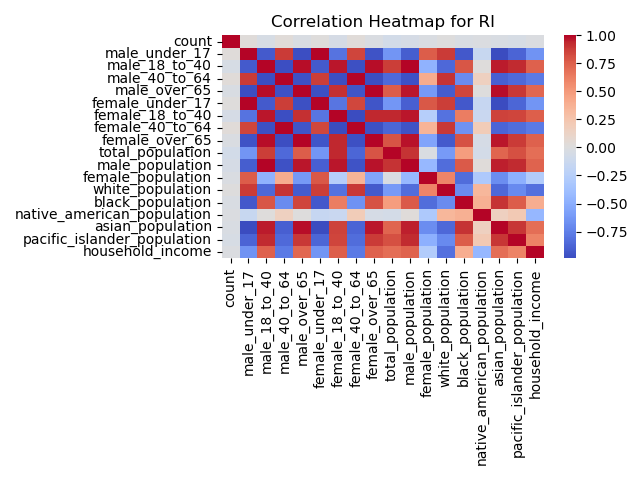 Correlation Heatmap for RI
count
male_under_17
male_18_to_40
male_40_to_64
male_over_65
female_under_17
female_18_to_40
female_40_to_64
female_over_65
total_population
male_population
female_population
white_population
black_population
native_american_population
asian_population
pacific_islander_population
household_income
count
male_under_17
male_18_to_40
male_40_to_64
male_over_65
female_under_17
female_18_to_40
female_40_to_64
female_over_65
total_population
male_population
female_population
white_population
black_population
native_american_population
asian_population
pacific_islander_population
household_income
1.00
0.75
0.50
0.25
0.00
−0.25
−0.50
−0.75